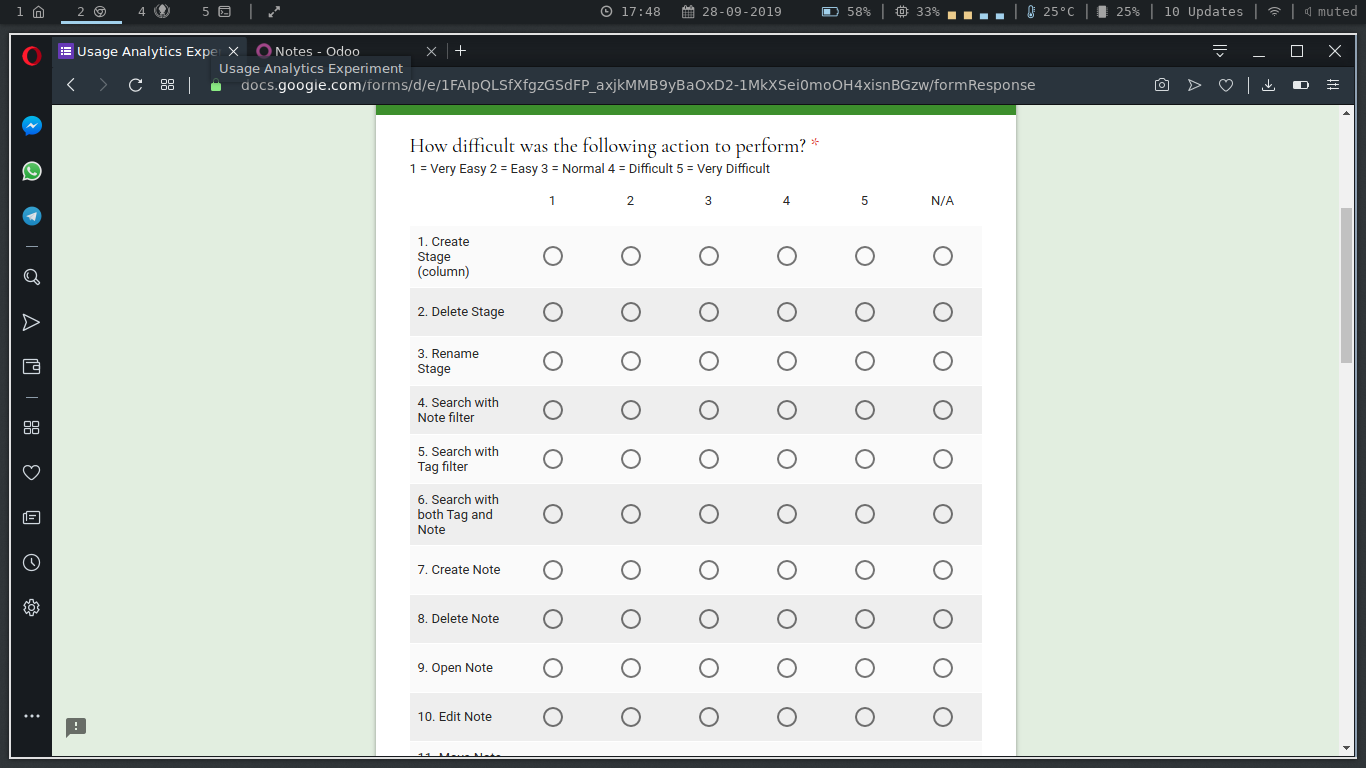 1 2 4 5 17:48 28-09-2019 58% 33% 25°C 25% 10 Updates muted
Usage Analytics Expe Notes - Odoo
Usage Analytics Experiment
docs.google.com/forms/d/e/1FAIpQLSfXfgzGSdFP_axjkMMB9yBaOxD2-1MkXSei0moOH4xisnBGzw/formResponse
How difficult was the following action to perform? *
1 = Very Easy 2 = Easy 3 = Normal 4 = Difficult 5 = Very Difficult
1 2 3 4 5 N/A
1. Create
Stage
(column)
2. Delete Stage
3. Rename
Stage
4. Search with
Note filter
5. Search with
Tag filter
6. Search with
both Tag and
Note
7. Create Note
8. Delete Note
9. Open Note
10. Edit Note
11. Move Note